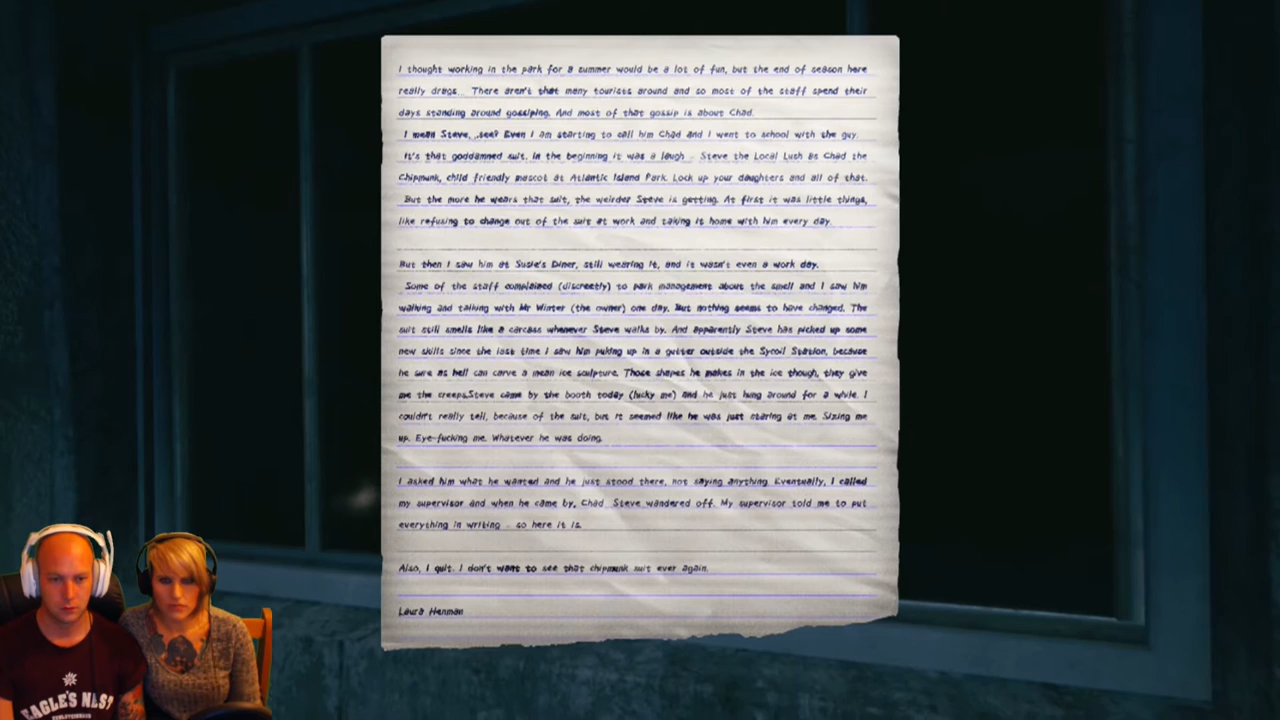 I thought working in the park for a summer would be a lot of fun, but the end of season here
really drags... There aren't that many tourists around and so most of the staff spend their
days standing around gossiping. And most of that gossip is about Chad.
I mean Steve, ..see? Even I am starting to call him Chad and I went to school with the guy.
It's that goddamned suit. In the beginning it was a laugh - Steve the Local Lush as Chad the
Chipmunk, child friendly mascot at Atlantic Island Park. Lock up your daughters and all of that.
But the more he wears that suit, the weirder Steve is getting. At first it was little things,
like refusing to change out of the suit at work and taking it home with him every day.
But then I saw him at Susie's Diner, still wearing it, and it wasn't even a work day.
Some of the staff complained (discreetly) to park management about the smell and I saw him
walking and talking with Mr Winter (the owner) one day. But nothing seems to have changed. The
suit still smells like a carcass whenever Steve walks by. And apparently Steve has picked up some
new skills since the last time I saw him puking up in a gutter outside the Sycoil Station, because
he sure as hell can carve a mean ice sculpture. Those shapes he makes in the ice though, they give
me the creeps.Steve came by the booth today (lucky me) and he just hung around for a while. I
couldn't really tell, because of the suit, but it seemed like he was just staring at me. Sizing me
up. Eye-fucking me. Whatever he was doing.
I asked him what he wanted and he just stood there, not saying anything. Eventually, I called
my supervisor and when he came by, Chad Steve wandered off. My supervisor told me to put
everything in writing - so here it is.
Also, I quit. I don't want to see that chipmunk suit ever again.
Laura Henman
EAGLE'S NEST